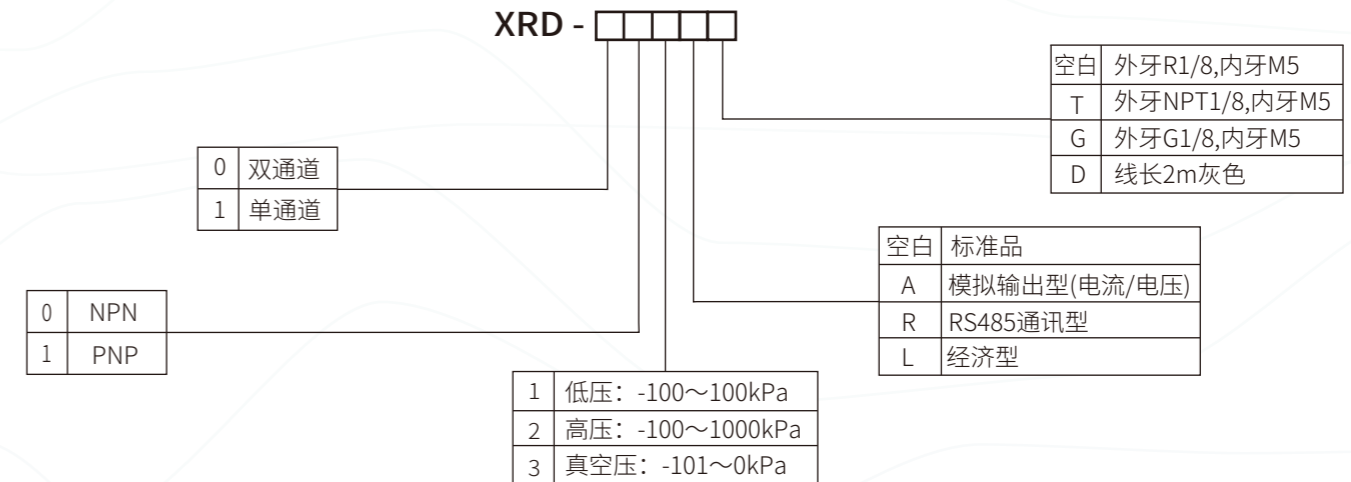 XRD -
空白 外牙R1/8,内牙M5
T 外牙NPT1/8,内牙M5
G 外牙G1/8,内牙M5
D 线长2m灰色
0 双通道
1 单通道
空白 标准品
A 模拟输出型(电流/电压)
R RS485通讯型
L 经济型
0 NPN
1 PNP
1 低压：-100～100kPa
2 高压：-100～1000kPa
3 真空压：-101～0kPa